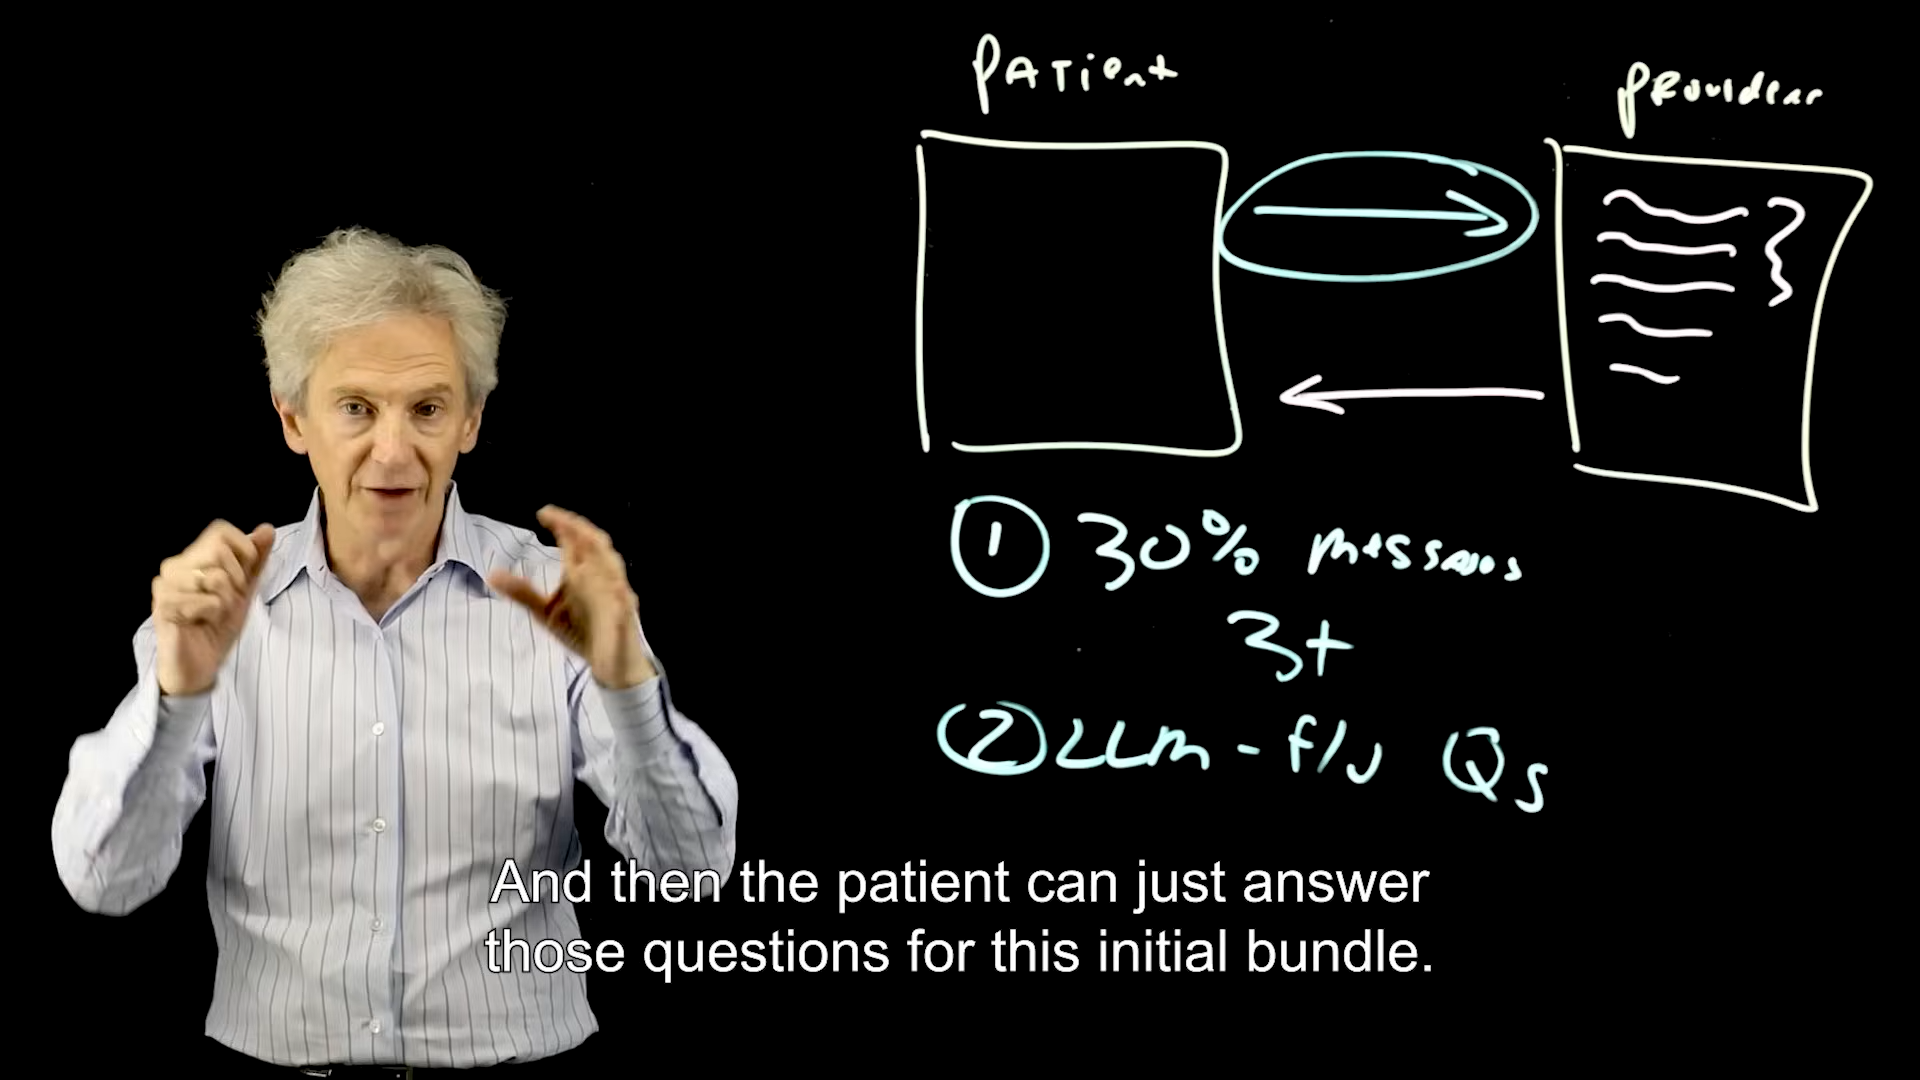 Patient
Provider
1 30% messages
3+
2 LLM - f/u Qs
And then the patient can just answer
those questions for this initial bundle.